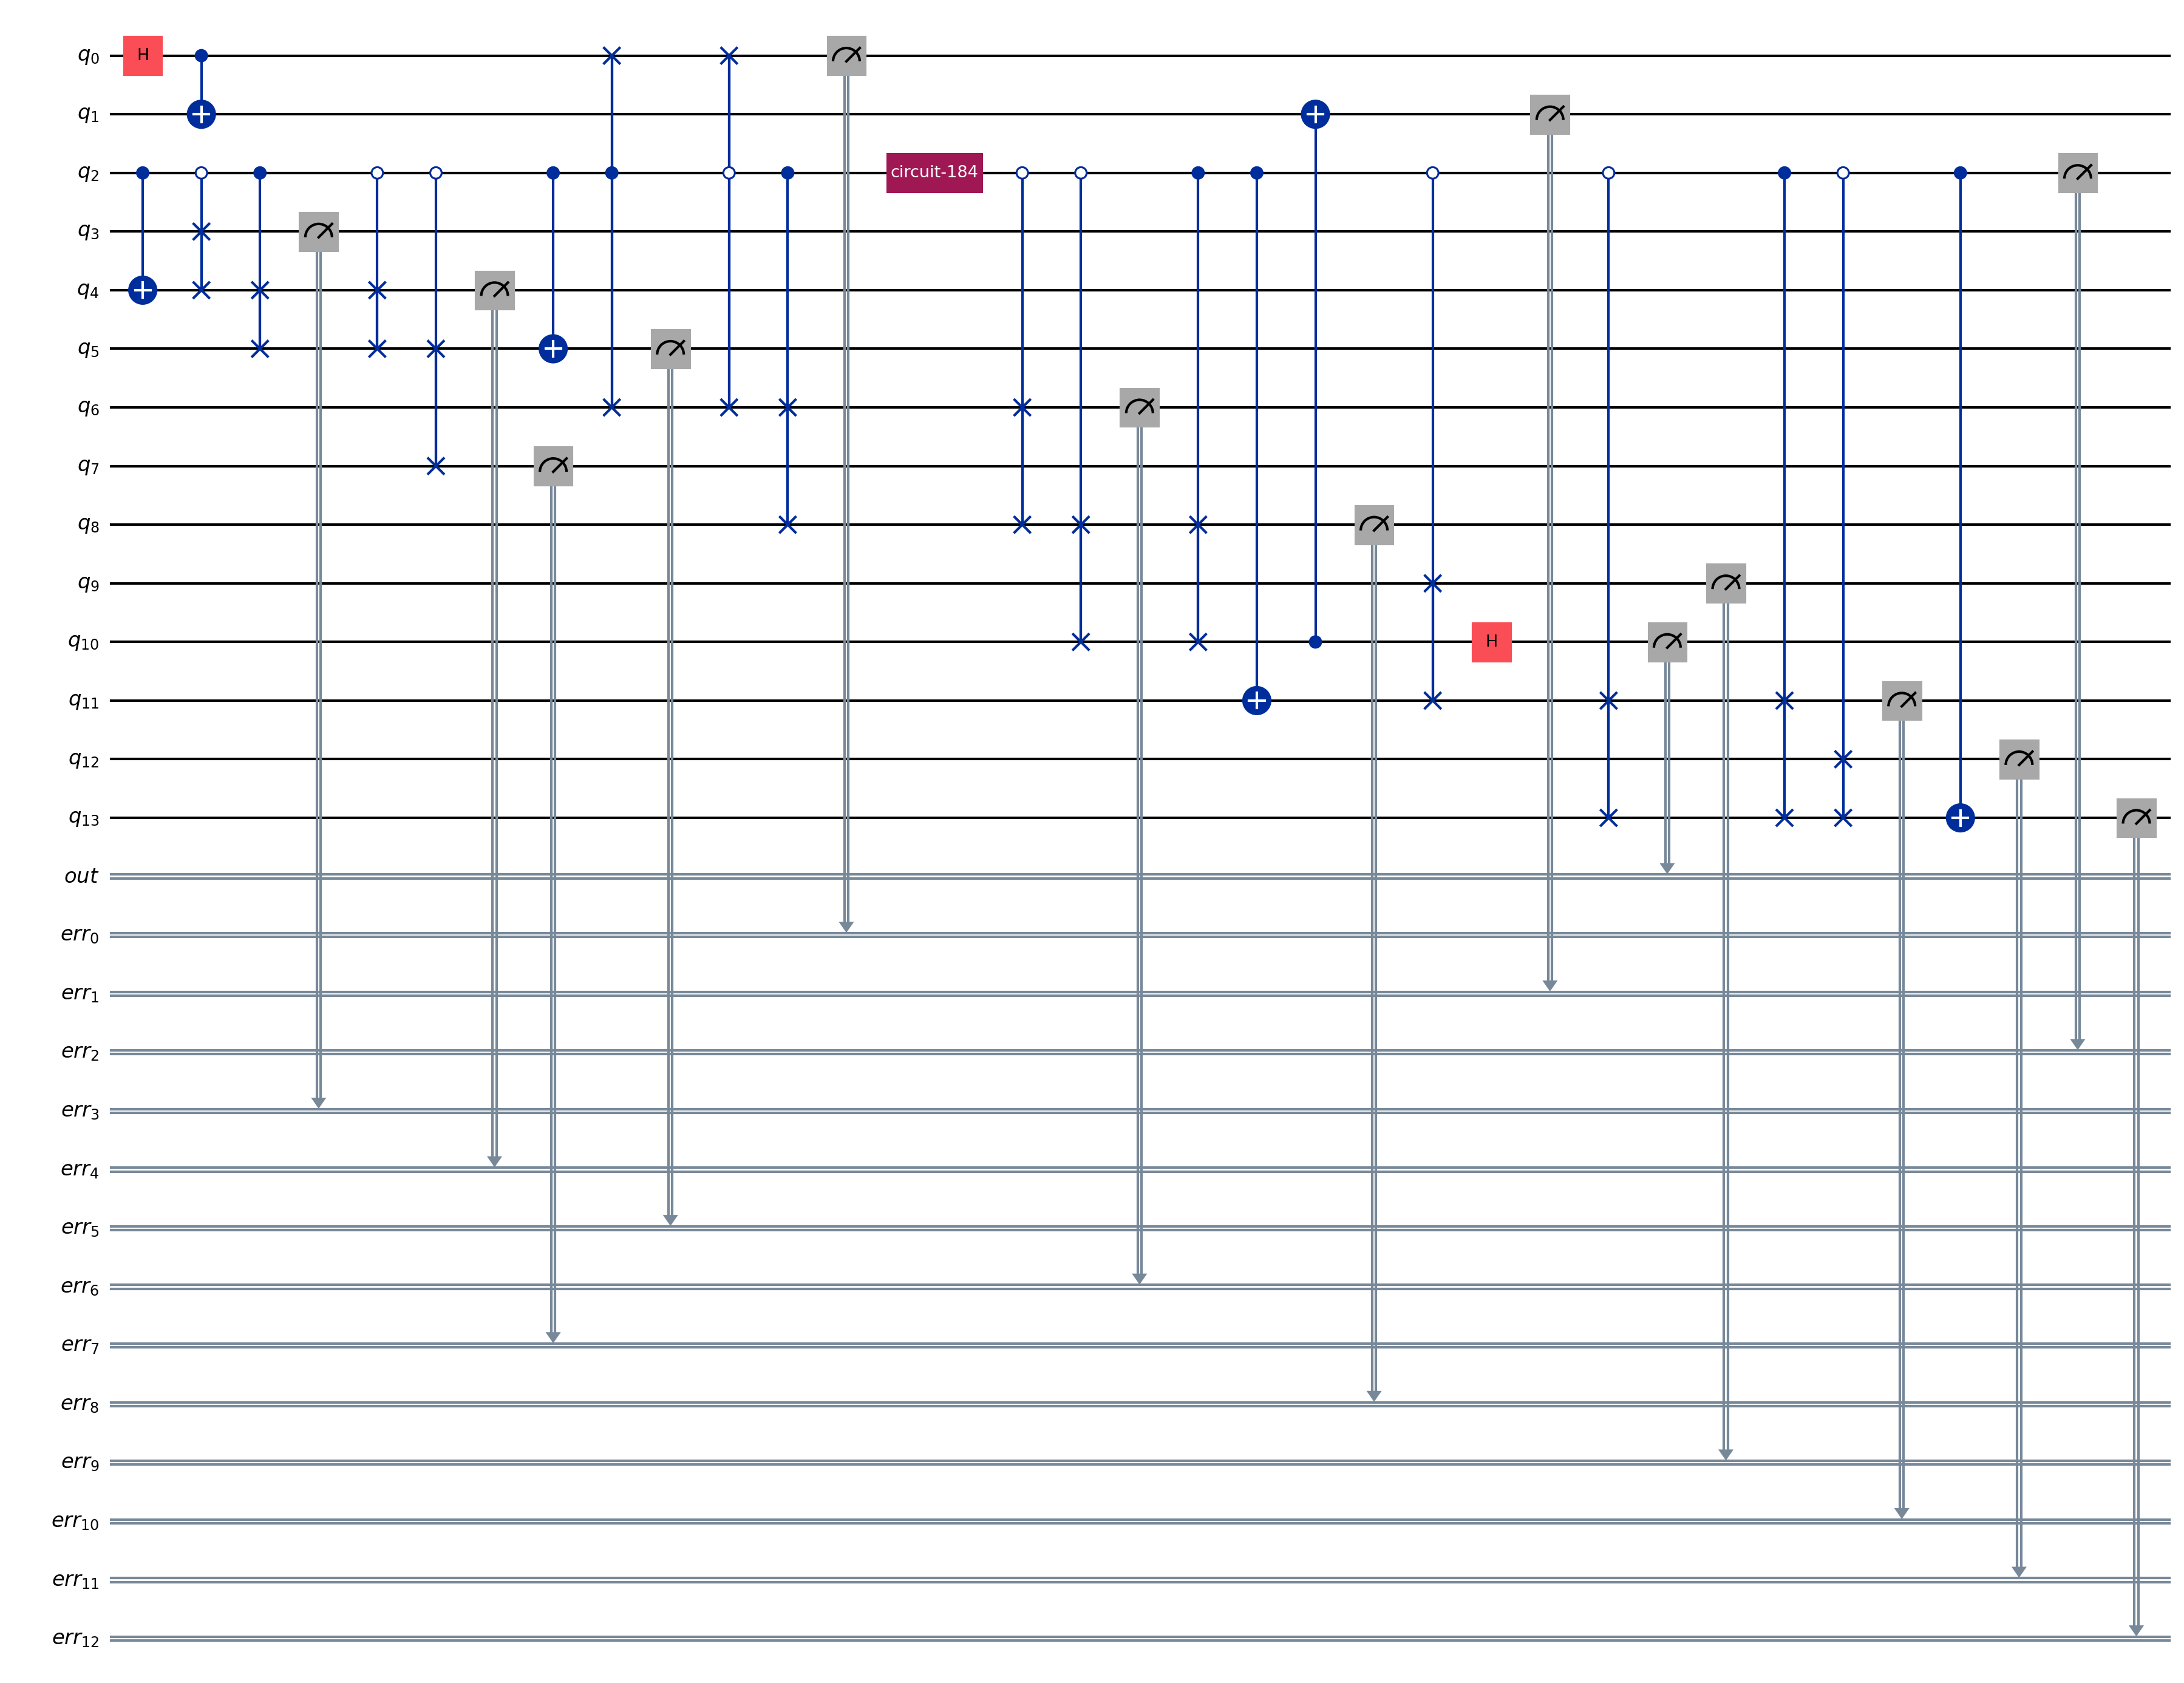 q0 H
q1
q2 circuit-184
q3
q4
q5
q6
q7
q8
q9
q10 H
q11
q12
q13
out
err0
err1
err2
err3
err4
err5
err6
err7
err8
err9
err10
err11
err12